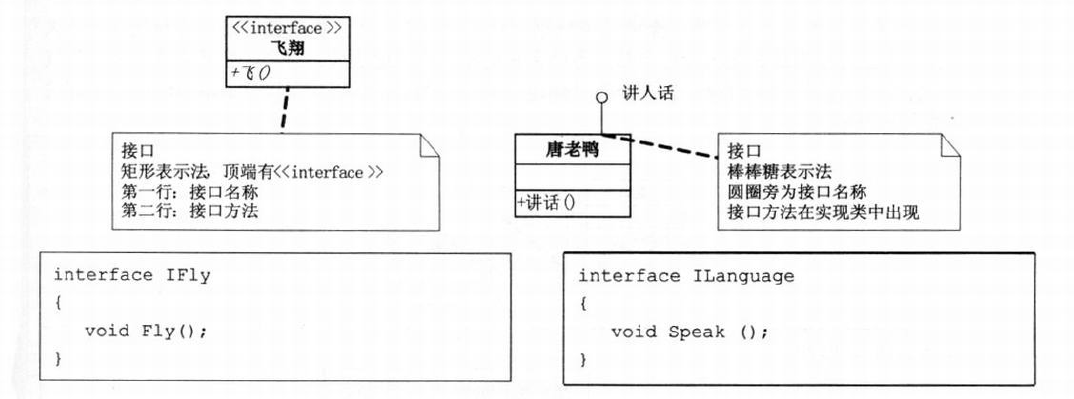 <<interface>>
飞翔
+飞()
接口
矩形表示法,顶端有<<interface>>
第一行:接口名称
第二行:接口方法
讲人话
唐老鸭
+讲话()
接口
棒棒糖表示法
圆圈旁为接口名称
接口方法在实现类中出现
interface IFly
{
void Fly();
}
interface ILanguage
{
void Speak ();
}